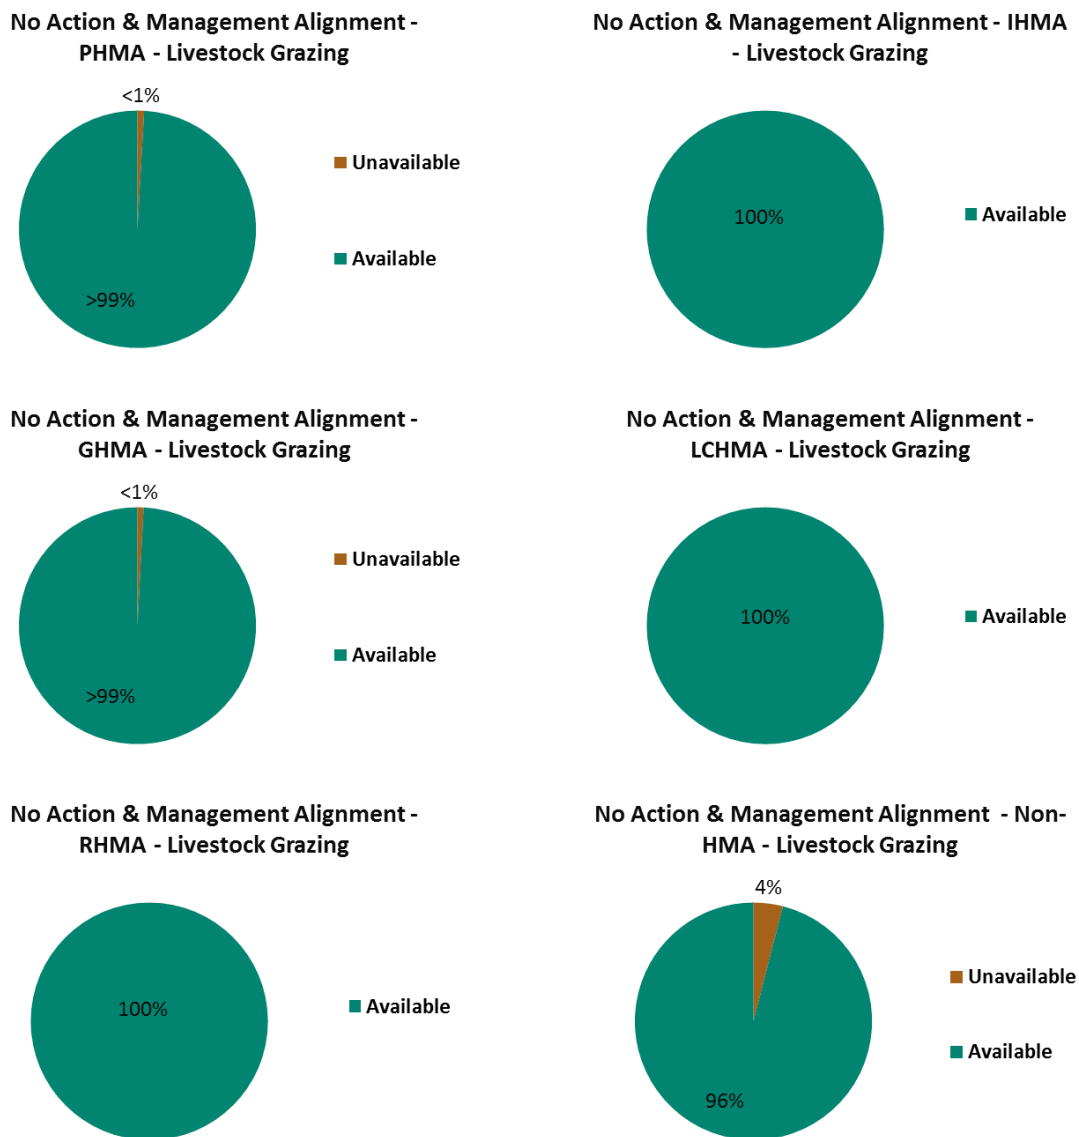 No Action & Management Alignment -
PHMA - Livestock Grazing
<1%
Unavailable
Available
>99%
No Action & Management Alignment - IHMA
- Livestock Grazing
100%
Available
No Action & Management Alignment -
GHMA - Livestock Grazing
<1%
Unavailable
Available
>99%
No Action & Management Alignment -
LCHMA - Livestock Grazing
100%
Available
No Action & Management Alignment -
RHMA - Livestock Grazing
100%
Available
No Action & Management Alignment - Non-
HMA - Livestock Grazing
4%
Unavailable
Available
96%